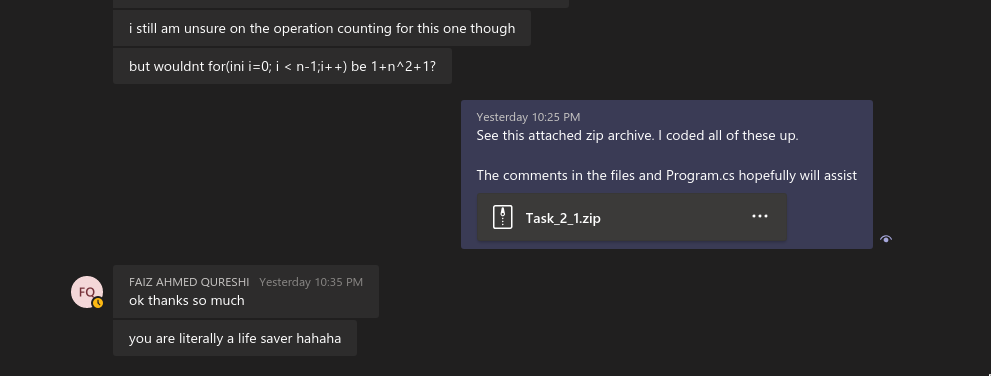 i still am unsure on the operation counting for this one though
but wouldnt for(ini i=0; i < n-1;i++) be 1+n^2+1?
Yesterday 10:25 PM
See this attached zip archive. I coded all of these up.
The comments in the files and Program.cs hopefully will assist
Task_2_1.zip
FQ
FAIZ AHMED QURESHI Yesterday 10:35 PM
ok thanks so much
you are literally a life saver hahaha